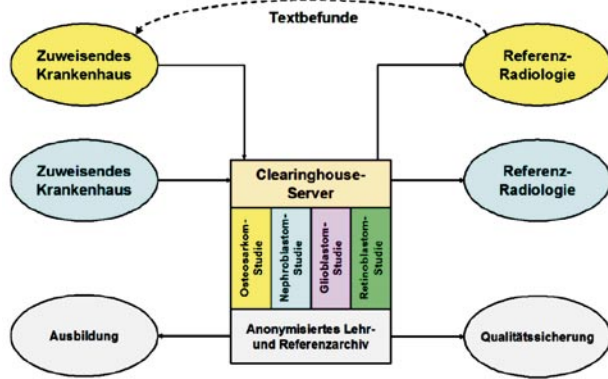 Textbefunde
Zuweisendes
Krankenhaus
Referenz-
Radiologie
Zuweisendes
Krankenhaus
Clearinghouse-
Server
Referenz-
Radiologie
Osteosarkom-
Studie
Nephroblastom-
Studie
Glioblastom-
Studie
Retinoblastom-
Studie
Ausbildung
Anonymisiertes Lehr-
und Referenzarchiv
Qualitätssicherung